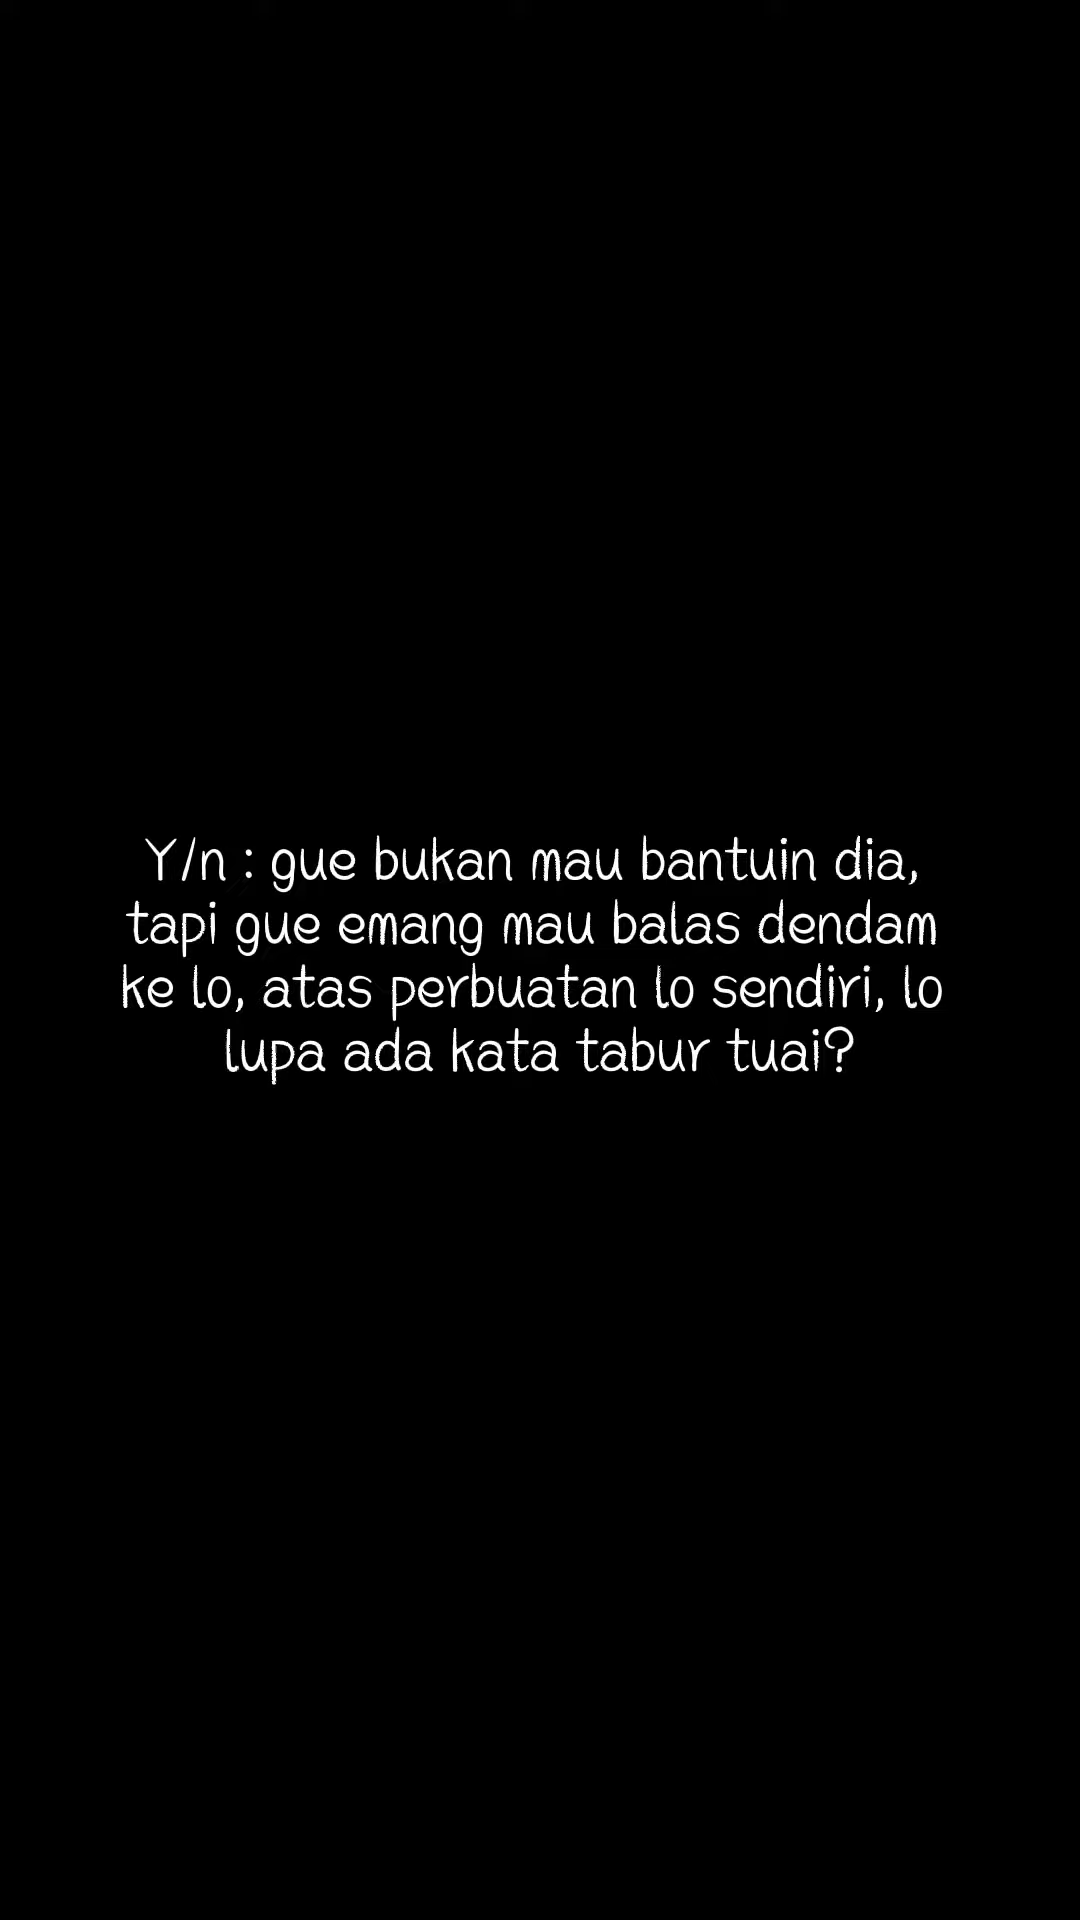 Y/n : gue bukan mau bantuin dia,
tapi gue emang mau balas dendam
ke lo, atas perbuatan lo sendiri, lo
lupa ada kata tabur tuai?